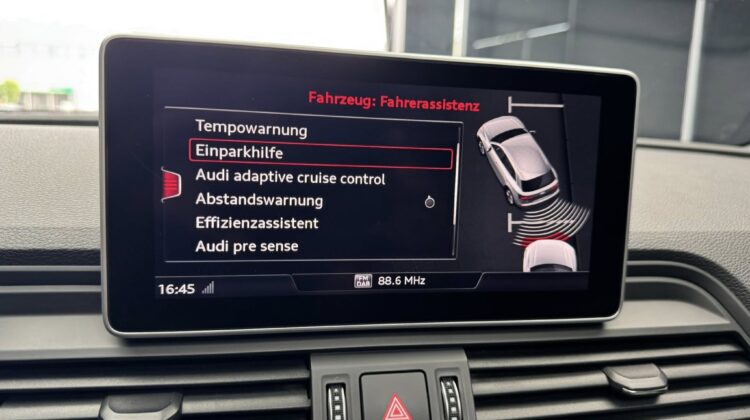 Fahrzeug: Fahrerassistenz
Tempowarnung
Einparkhilfe
Audi adaptive cruise control
Abstandswarnung
Effizienzassistent
Audi pre sense
16:45
FM
DAB
88.6 MHz